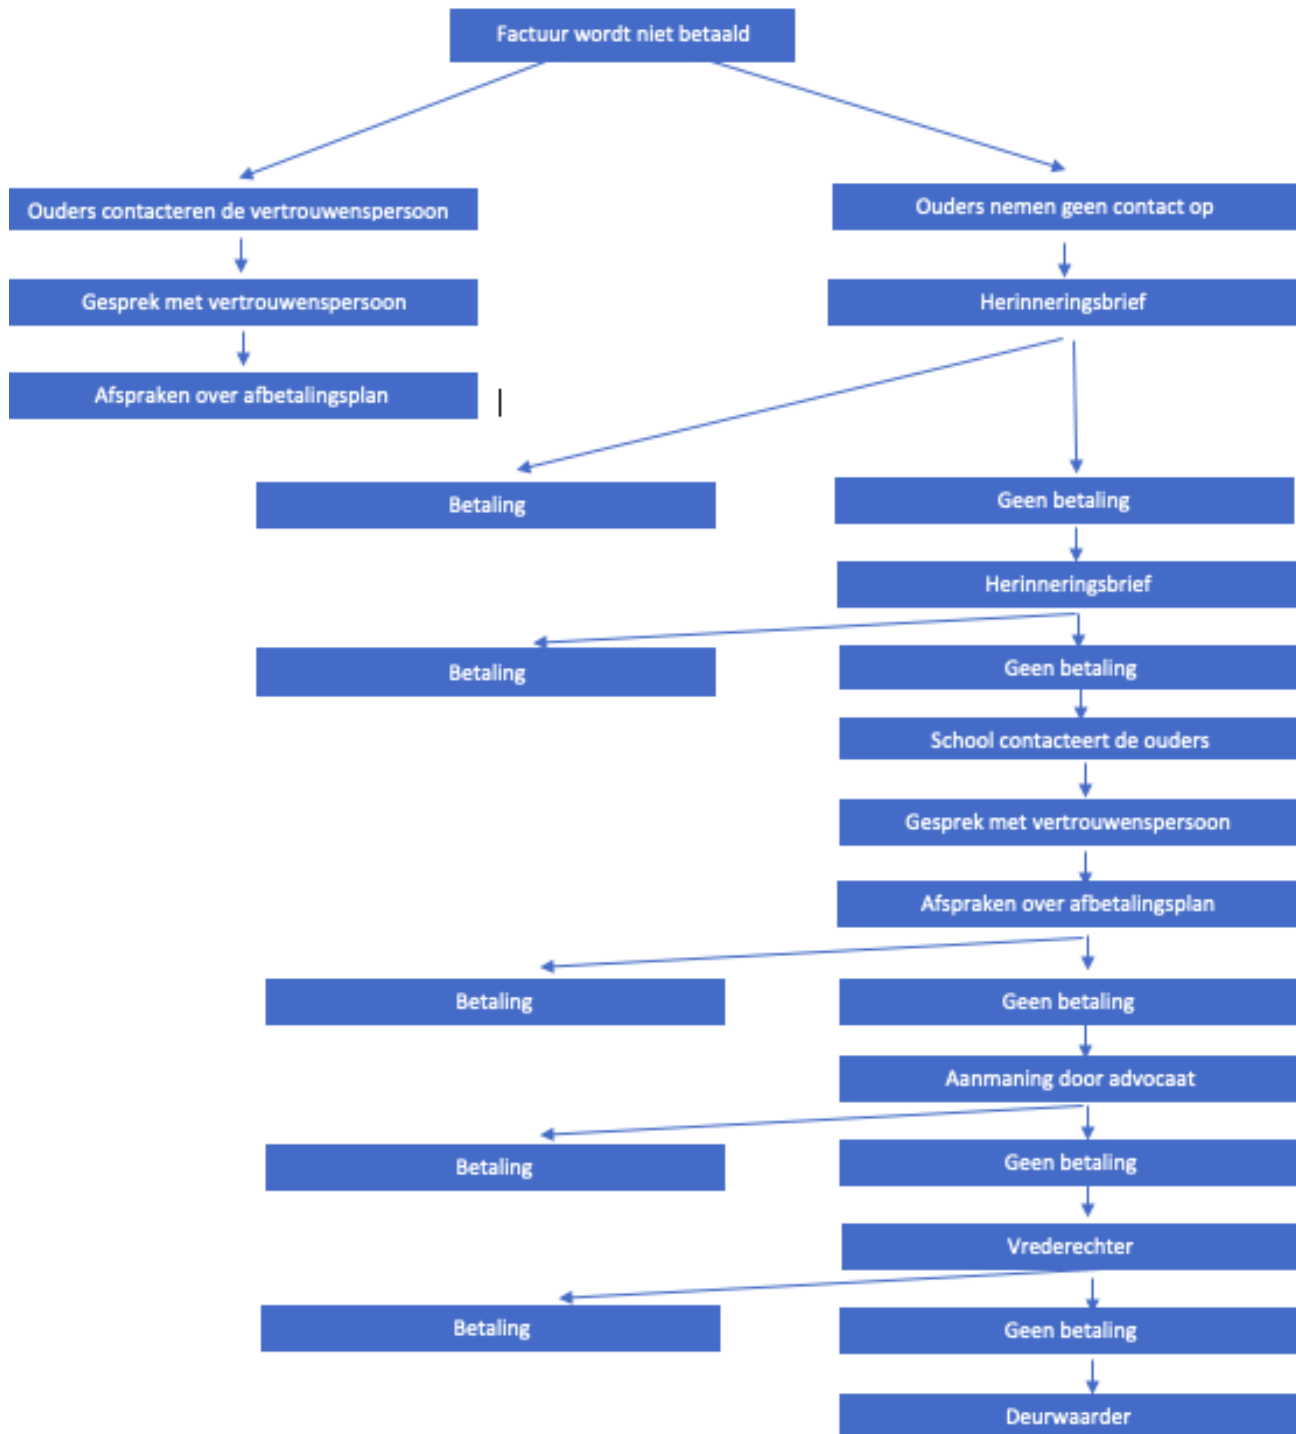 Factuur wordt niet betaald
Ouders contacteren de vertrouwenspersoon
Ouders nemen geen contact op
Gesprek met vertrouwenspersoon
Herinneringsbrief
Afspraken over afbetalingsplan
Betaling
Geen betaling
Herinneringsbrief
Betaling
Geen betaling
School contacteert de ouders
Gesprek met vertrouwenspersoon
Afspraken over afbetalingsplan
Betaling
Geen betaling
Aanmaning door advocaat
Betaling
Geen betaling
Vrederechter
Betaling
Geen betaling
Deurwaarder